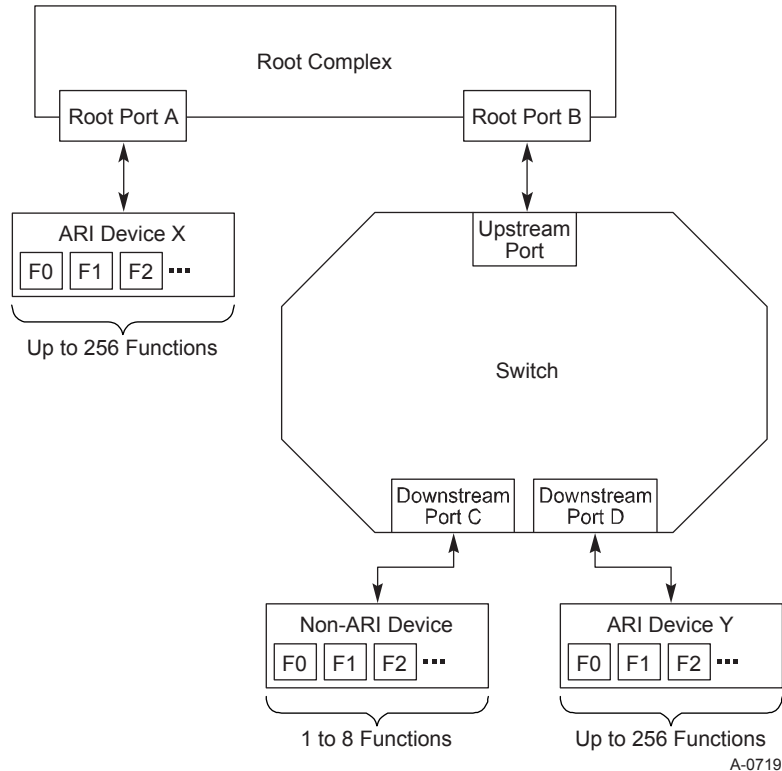 Root Complex
Root Port A
Root Port B
ARI Device X
F0 F1 F2 ...
Up to 256 Functions
Upstream
Port
Switch
Downstream
Port C
Downstream
Port D
Non-ARI Device
F0 F1 F2 ...
1 to 8 Functions
ARI Device Y
F0 F1 F2 ...
Up to 256 Functions
A-0719